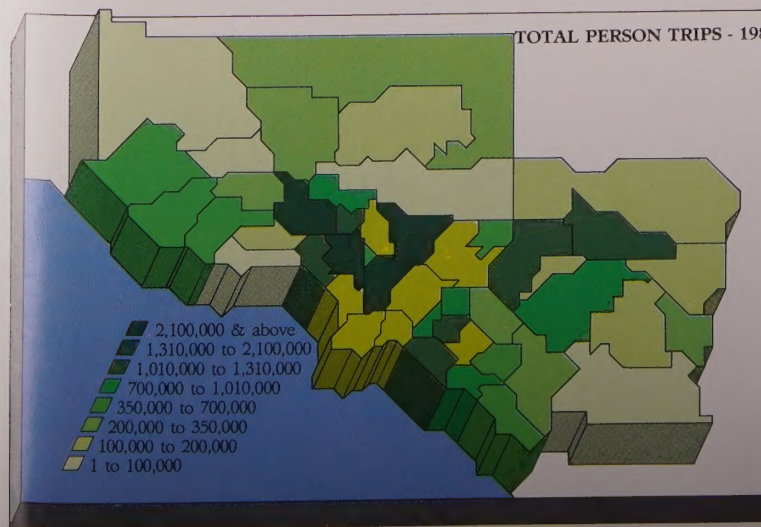 TOTAL PERSON TRIPS - 198
2,100,000 & above
1,310,000 to 2,100,000
1,010,000 to 1,310,000
700,000 to 1,010,000
350,000 to 700,000
200,000 to 350,000
100,000 to 200,000
1 to 100,000